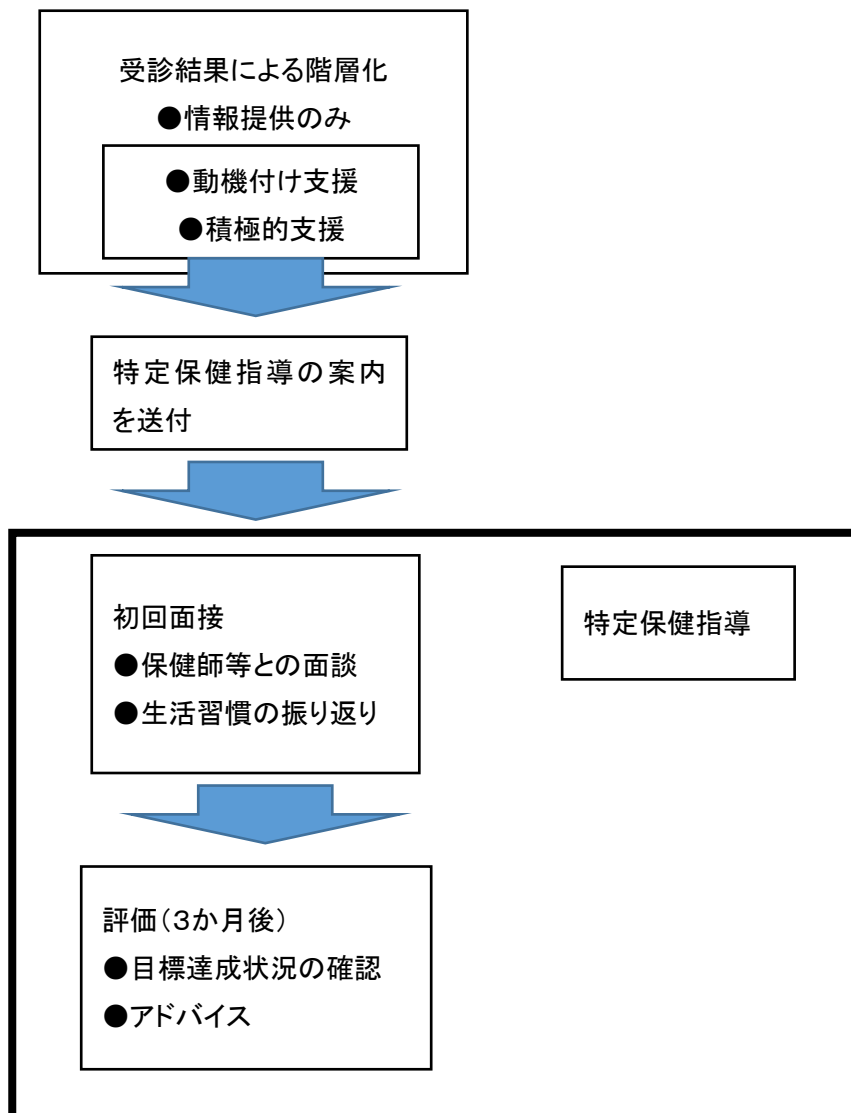 受診結果による階層化
●情報提供のみ
●動機付け支援
●積極的支援
特定保健指導の案内
を送付
初回面接
●保健師等との面談
●生活習慣の振り返り
特定保健指導
評価(3か月後)
●目標達成状況の確認
●アドバイス